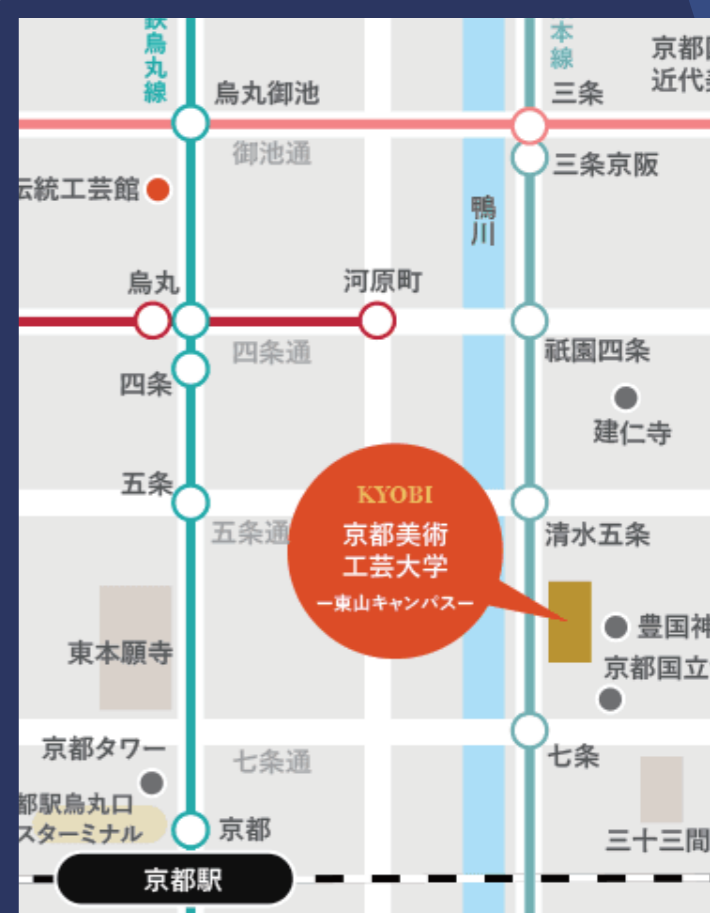 鉄烏丸線
本線
京都国
近代美
烏丸御池
三条
御池通
三条京阪
伝統工芸館
鴨川
烏丸
河原町
四条通
祇園四条
四条
建仁寺
五条
KYOBI
京都美術
工芸大学
ー東山キャンパスー
五条通
清水五条
豊国神
東本願寺
京都国立
京都タワー
七条通
七条
都駅烏丸口
スターミナル
京都
三十三間
京都駅